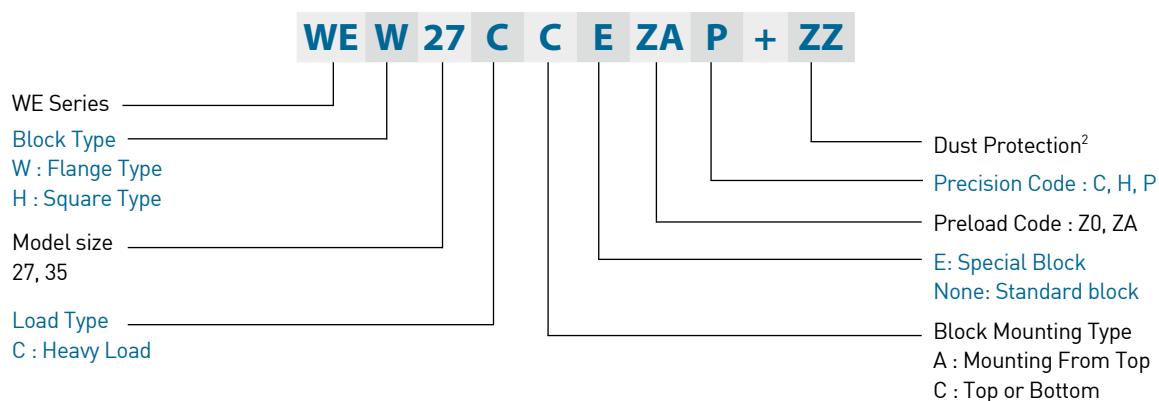 WE W 27 C C E ZA P + ZZ
WE Series
Block Type
W : Flange Type
H : Square Type
Model size
27, 35
Load Type
C : Heavy Load
Dust Protection²
Precision Code : C, H, P
Preload Code : Z0, ZA
E: Special Block
None: Standard block
Block Mounting Type
A : Mounting From Top
C : Top or Bottom